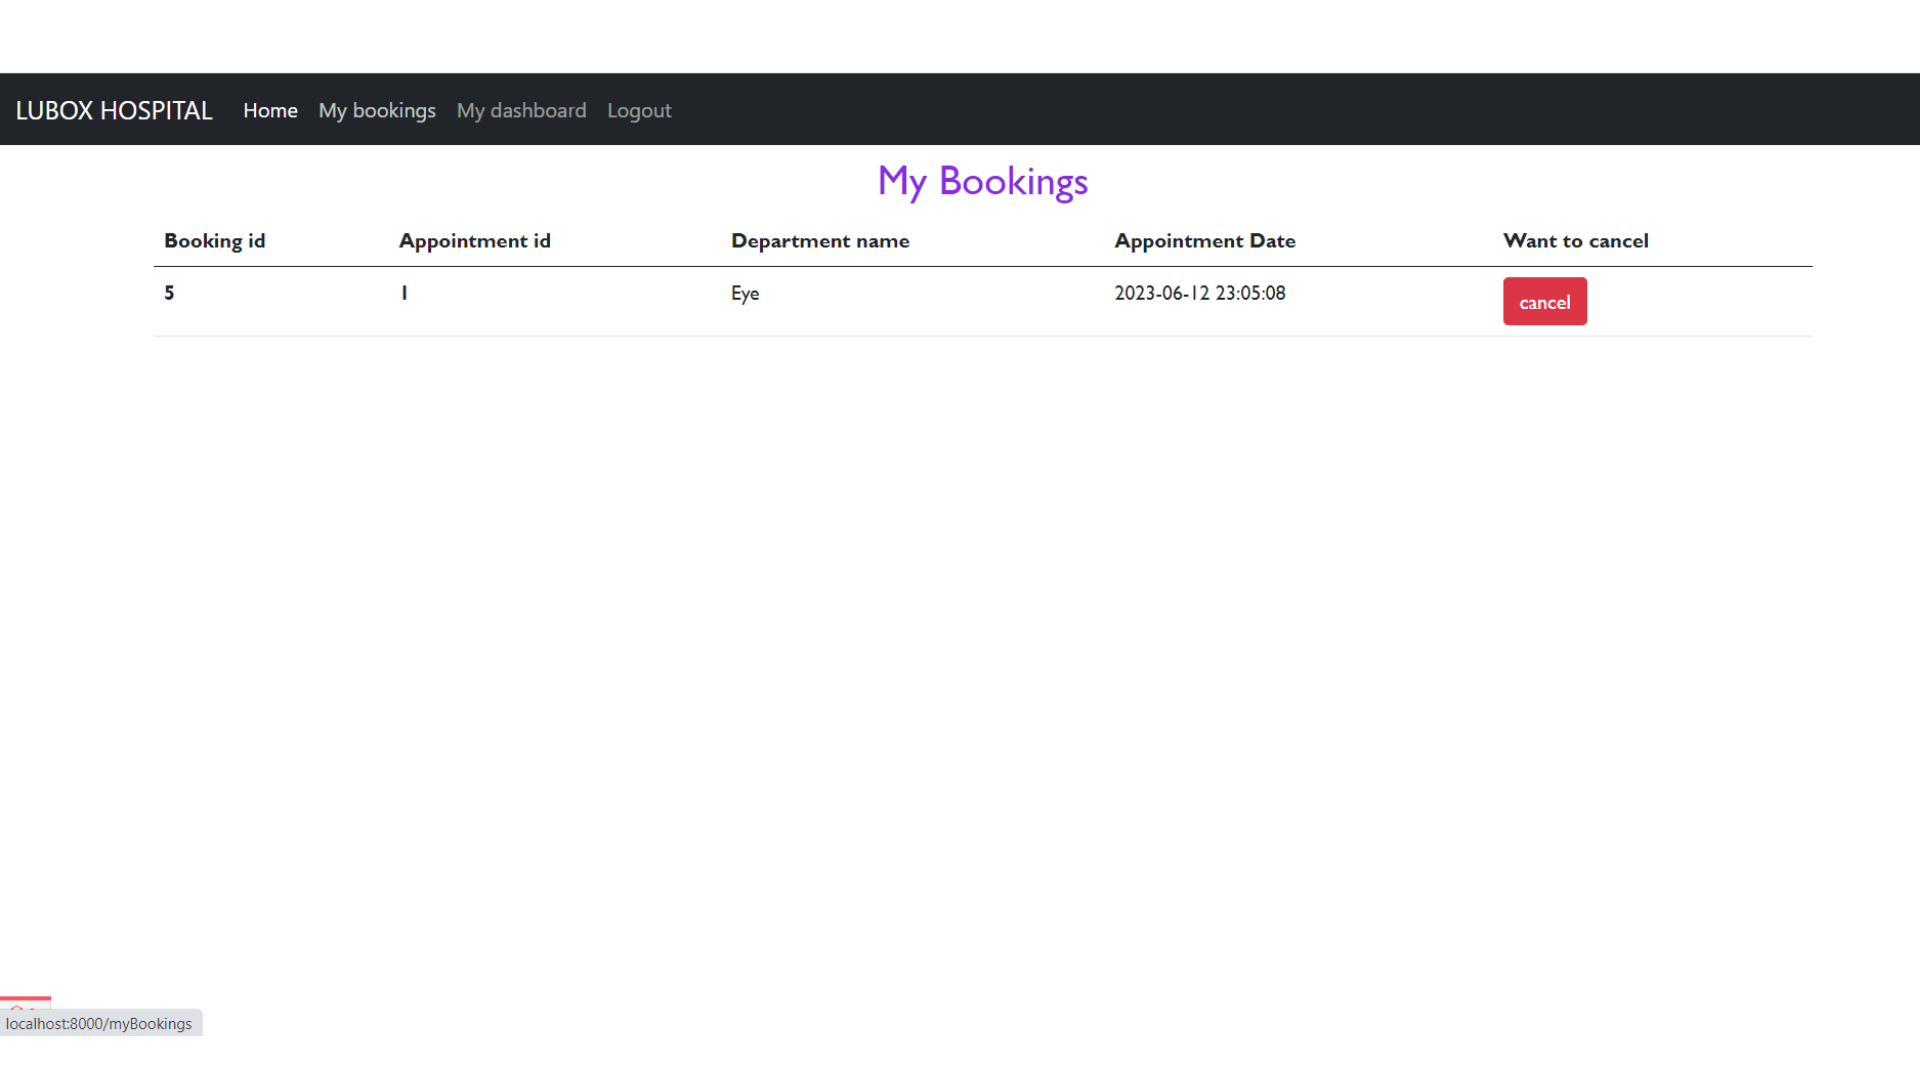 LUBOX HOSPITAL Home My bookings My dashboard Logout
My Bookings
Booking id Appointment id Department name Appointment Date Want to cancel
5 1 Eye 2023-06-12 23:05:08 cancel
localhost:8000/myBookings